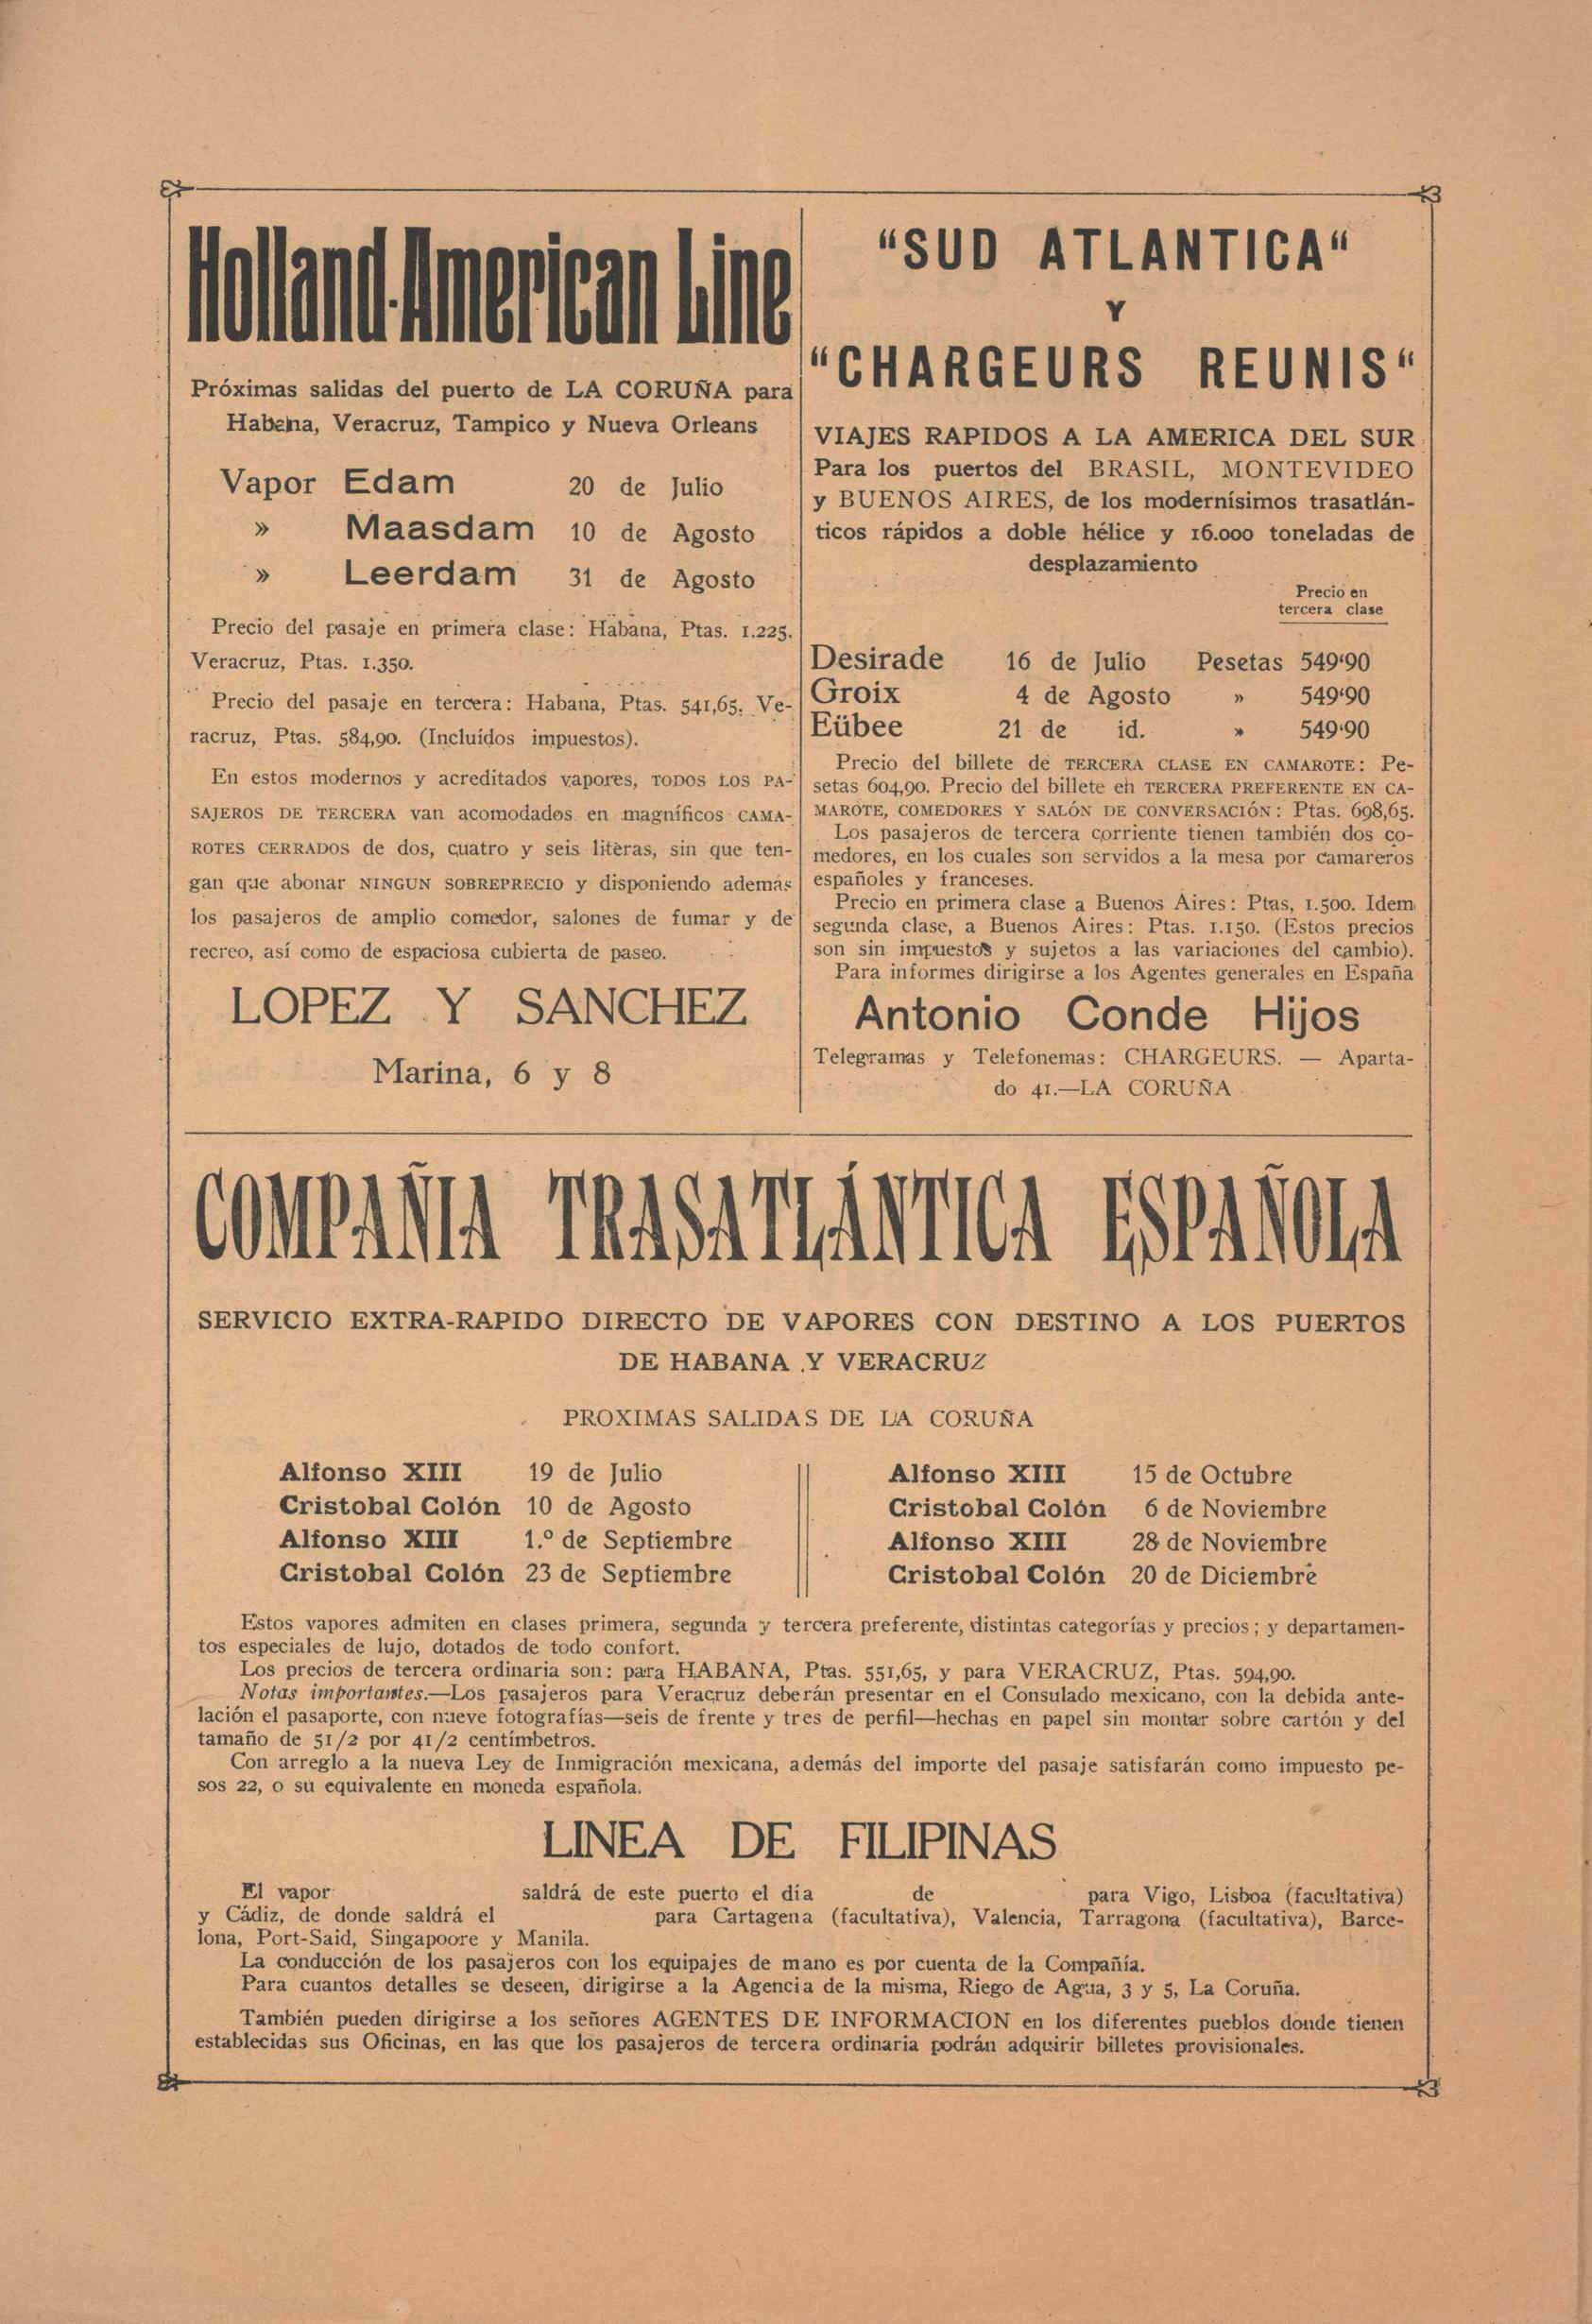 Holland-American Line
Próximas salidas del puerto de LA CORUÑA para
Habana, Veracruz, Tampico y Nueva Orleans
Vapor Edam 20 de Julio
» Maasdam 10 de Agosto
» Leerdam 31 de Agosto
Precio del pasaje en primera clase: Habana, Ptas. 1.225.
Veracruz, Ptas. 1.350.
Precio del pasaje en tercera: Habana, Ptas. 541,65. Ve-
racruz, Ptas. 584,90. (Incluídos impuestos).
En estos modernos y acreditados vapores, TODOS LOS PA-
SAJEROS DE TERCERA van acomodados en magníficos CAMA-
ROTES CERRADOS de dos, cuatro y seis literas, sin que ten-
gan que abonar NINGUN SOBREPRECIO y disponiendo además
los pasajeros de amplio comedor, salones de fumar y de
recreo, así como de espaciosa cubierta de paseo.
LOPEZ Y SANCHEZ
Marina, 6 y 8
"SUD ATLANTICA"
Y
"CHARGEURS REUNIS"
VIAJES RAPIDOS A LA AMERICA DEL SUR
Para los puertos del BRASIL, MONTEVIDEO
y BUENOS AIRES, de los modernísimos trasatlán-
ticos rápidos a doble hélice y 16.000 toneladas de
desplazamiento
Precio en
tercera clase
Desirade 16 de Julio Pesetas 549'90
Groix 4 de Agosto » 549'90
Eübee 21 de id. » 549·90
Precio del billete de TERCERA CLASE EN CAMAROTE: Pe-
setas 604,90. Precio del billete en TERCERA PREFERENTE EN CA-
MAROTE, COMEDORES Y SALÓN DE CONVERSACIÓN: Ptas. 698,65.
Los pasajeros de tercera corriente tienen también dos co-
medores, en los cuales son servidos a la mesa por camareros
españoles y franceses.
Precio en primera clase a Buenos Aires: Ptas, 1.500. Idem
segunda clase, a Buenos Aires: Ptas. 1.150. (Estos precios
son sin impuestos y sujetos a las variaciones del cambio).
Para informes dirigirse a los Agentes generales en España
Antonio Conde Hijos
Telegramas y Telefonemas: CHARGEURS. — Aparta-
do 41.—LA CORUÑA
COMPAÑIA TRASATLÁNTICA ESPAÑOLA
SERVICIO EXTRA-RAPIDO DIRECTO DE VAPORES CON DESTINO A LOS PUERTOS
DE HABANA Y VERACRUZ
PROXIMAS SALIDAS DE LA CORUÑA
Alfonso XIII 19 de Julio
Cristobal Colón 10 de Agosto
Alfonso XIII 1.º de Septiembre
Cristobal Colón 23 de Septiembre
Alfonso XIII 15 de Octubre
Cristobal Colón 6 de Noviembre
Alfonso XIII 28 de Noviembre
Cristobal Colón 20 de Diciembre
Estos vapores admiten en clases primera, segunda y tercera preferente, distintas categorías y precios; y departamen-
tos especiales de lujo, dotados de todo confort.
Los precios de tercera ordinaria son: para HABANA, Ptas. 551,65, y para VERACRUZ, Ptas. 594,90.
Notas importantes.—Los pasajeros para Veracruz deberán presentar en el Consulado mexicano, con la debida ante-
lación el pasaporte, con nueve fotografías—seis de frente y tres de perfil—hechas en papel sin montar sobre cartón y del
tamaño de 51/2 por 41/2 centímbetros.
Con arreglo a la nueva Ley de Inmigración mexicana, además del importe del pasaje satisfarán como impuesto pe-
sos 22, o su equivalente en moneda española.
LINEA DE FILIPINAS
El vapor saldrá de este puerto el día de para Vigo, Lisboa (facultativa)
y Cádiz, de donde saldrá el para Cartagena (facultativa), Valencia, Tarragona (facultativa), Barce-
lona, Port-Said, Singapoore y Manila.
La conducción de los pasajeros con los equipajes de mano es por cuenta de la Compañía.
Para cuantos detalles se deseen, dirigirse a la Agencia de la misma, Riego de Agua, 3 y 5, La Coruña.
También pueden dirigirse a los señores AGENTES DE INFORMACION en los diferentes pueblos donde tienen
establecidas sus Oficinas, en las que los pasajeros de tercera ordinaria podrán adquirir billetes provisionales.